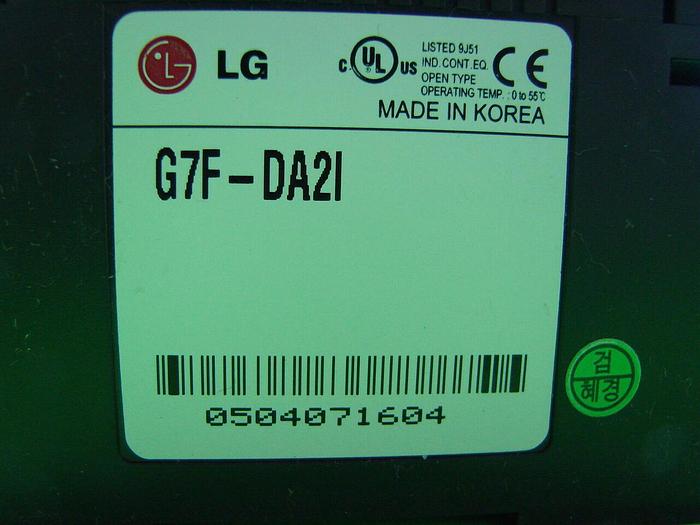 LG
c UL US
LISTED 9J51
IND.CONT.EQ.
OPEN TYPE
OPERATING TEMP. : 0 to 55℃
CE
MADE IN KOREA
G7F-DA2I
0504071604
검
혜경